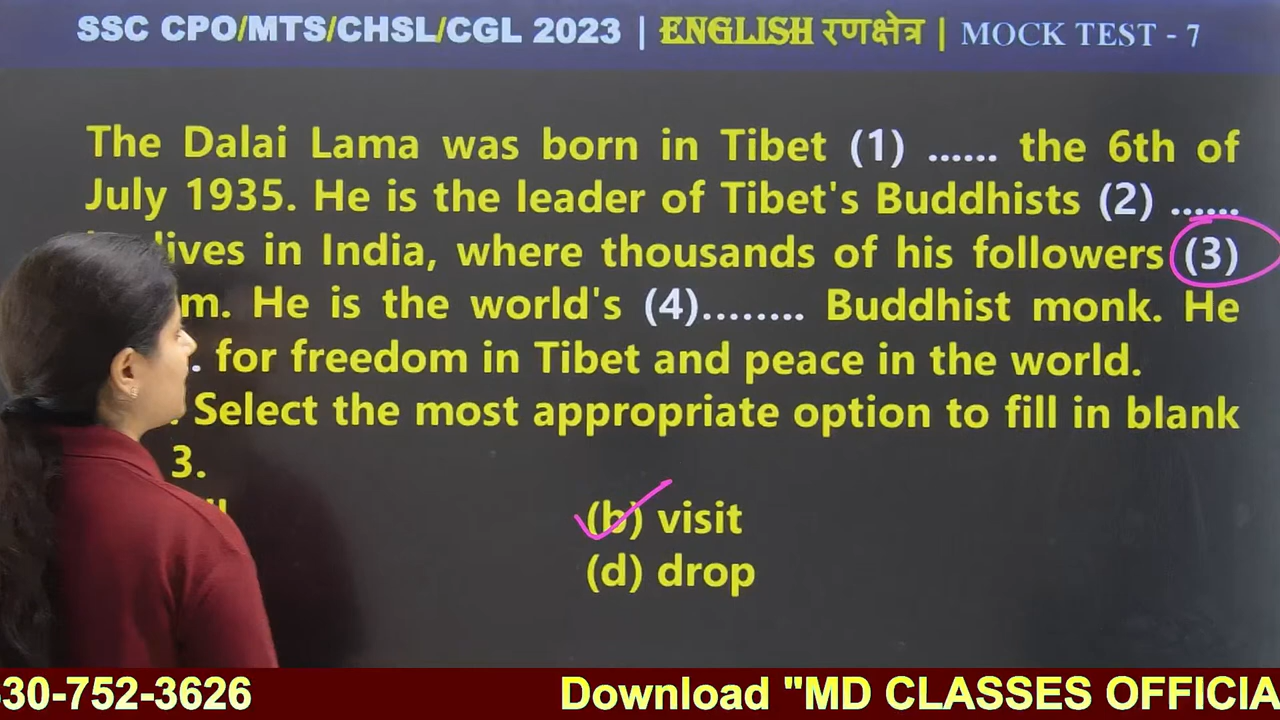 SSC CPO/MTS/CHSL/CGL 2023 | ENGLISH रणक्षेत्र | MOCK TEST - 7
The Dalai Lama was born in Tibet (1) ...... the 6th of
July 1935. He is the leader of Tibet's Buddhists (2) ......
lives in India, where thousands of his followers (3)
He is the world's (4)........ Buddhist monk. He
. for freedom in Tibet and peace in the world.
Select the most appropriate option to fill in blank
3.
(b) visit
(d) drop
30-752-3626 Download "MD CLASSES OFFICIA